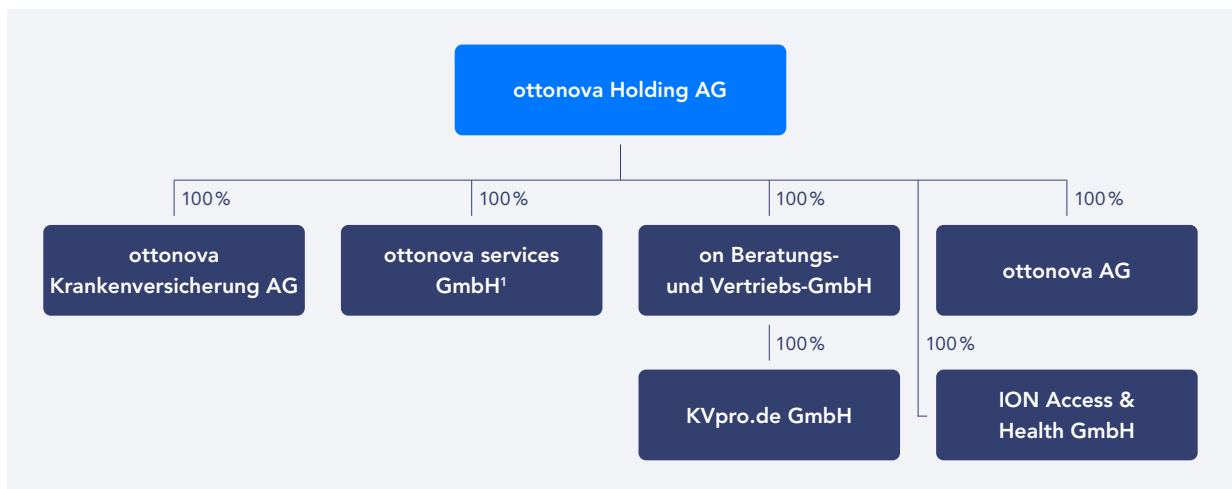 ottonova Holding AG
100 %
100 %
100 %
100 %
ottonova
Krankenversicherung AG
ottonova services
GmbH¹
on Beratungs-
und Vertriebs-GmbH
ottonova AG
100 %
100 %
KVpro.de GmbH
ION Access &
Health GmbH